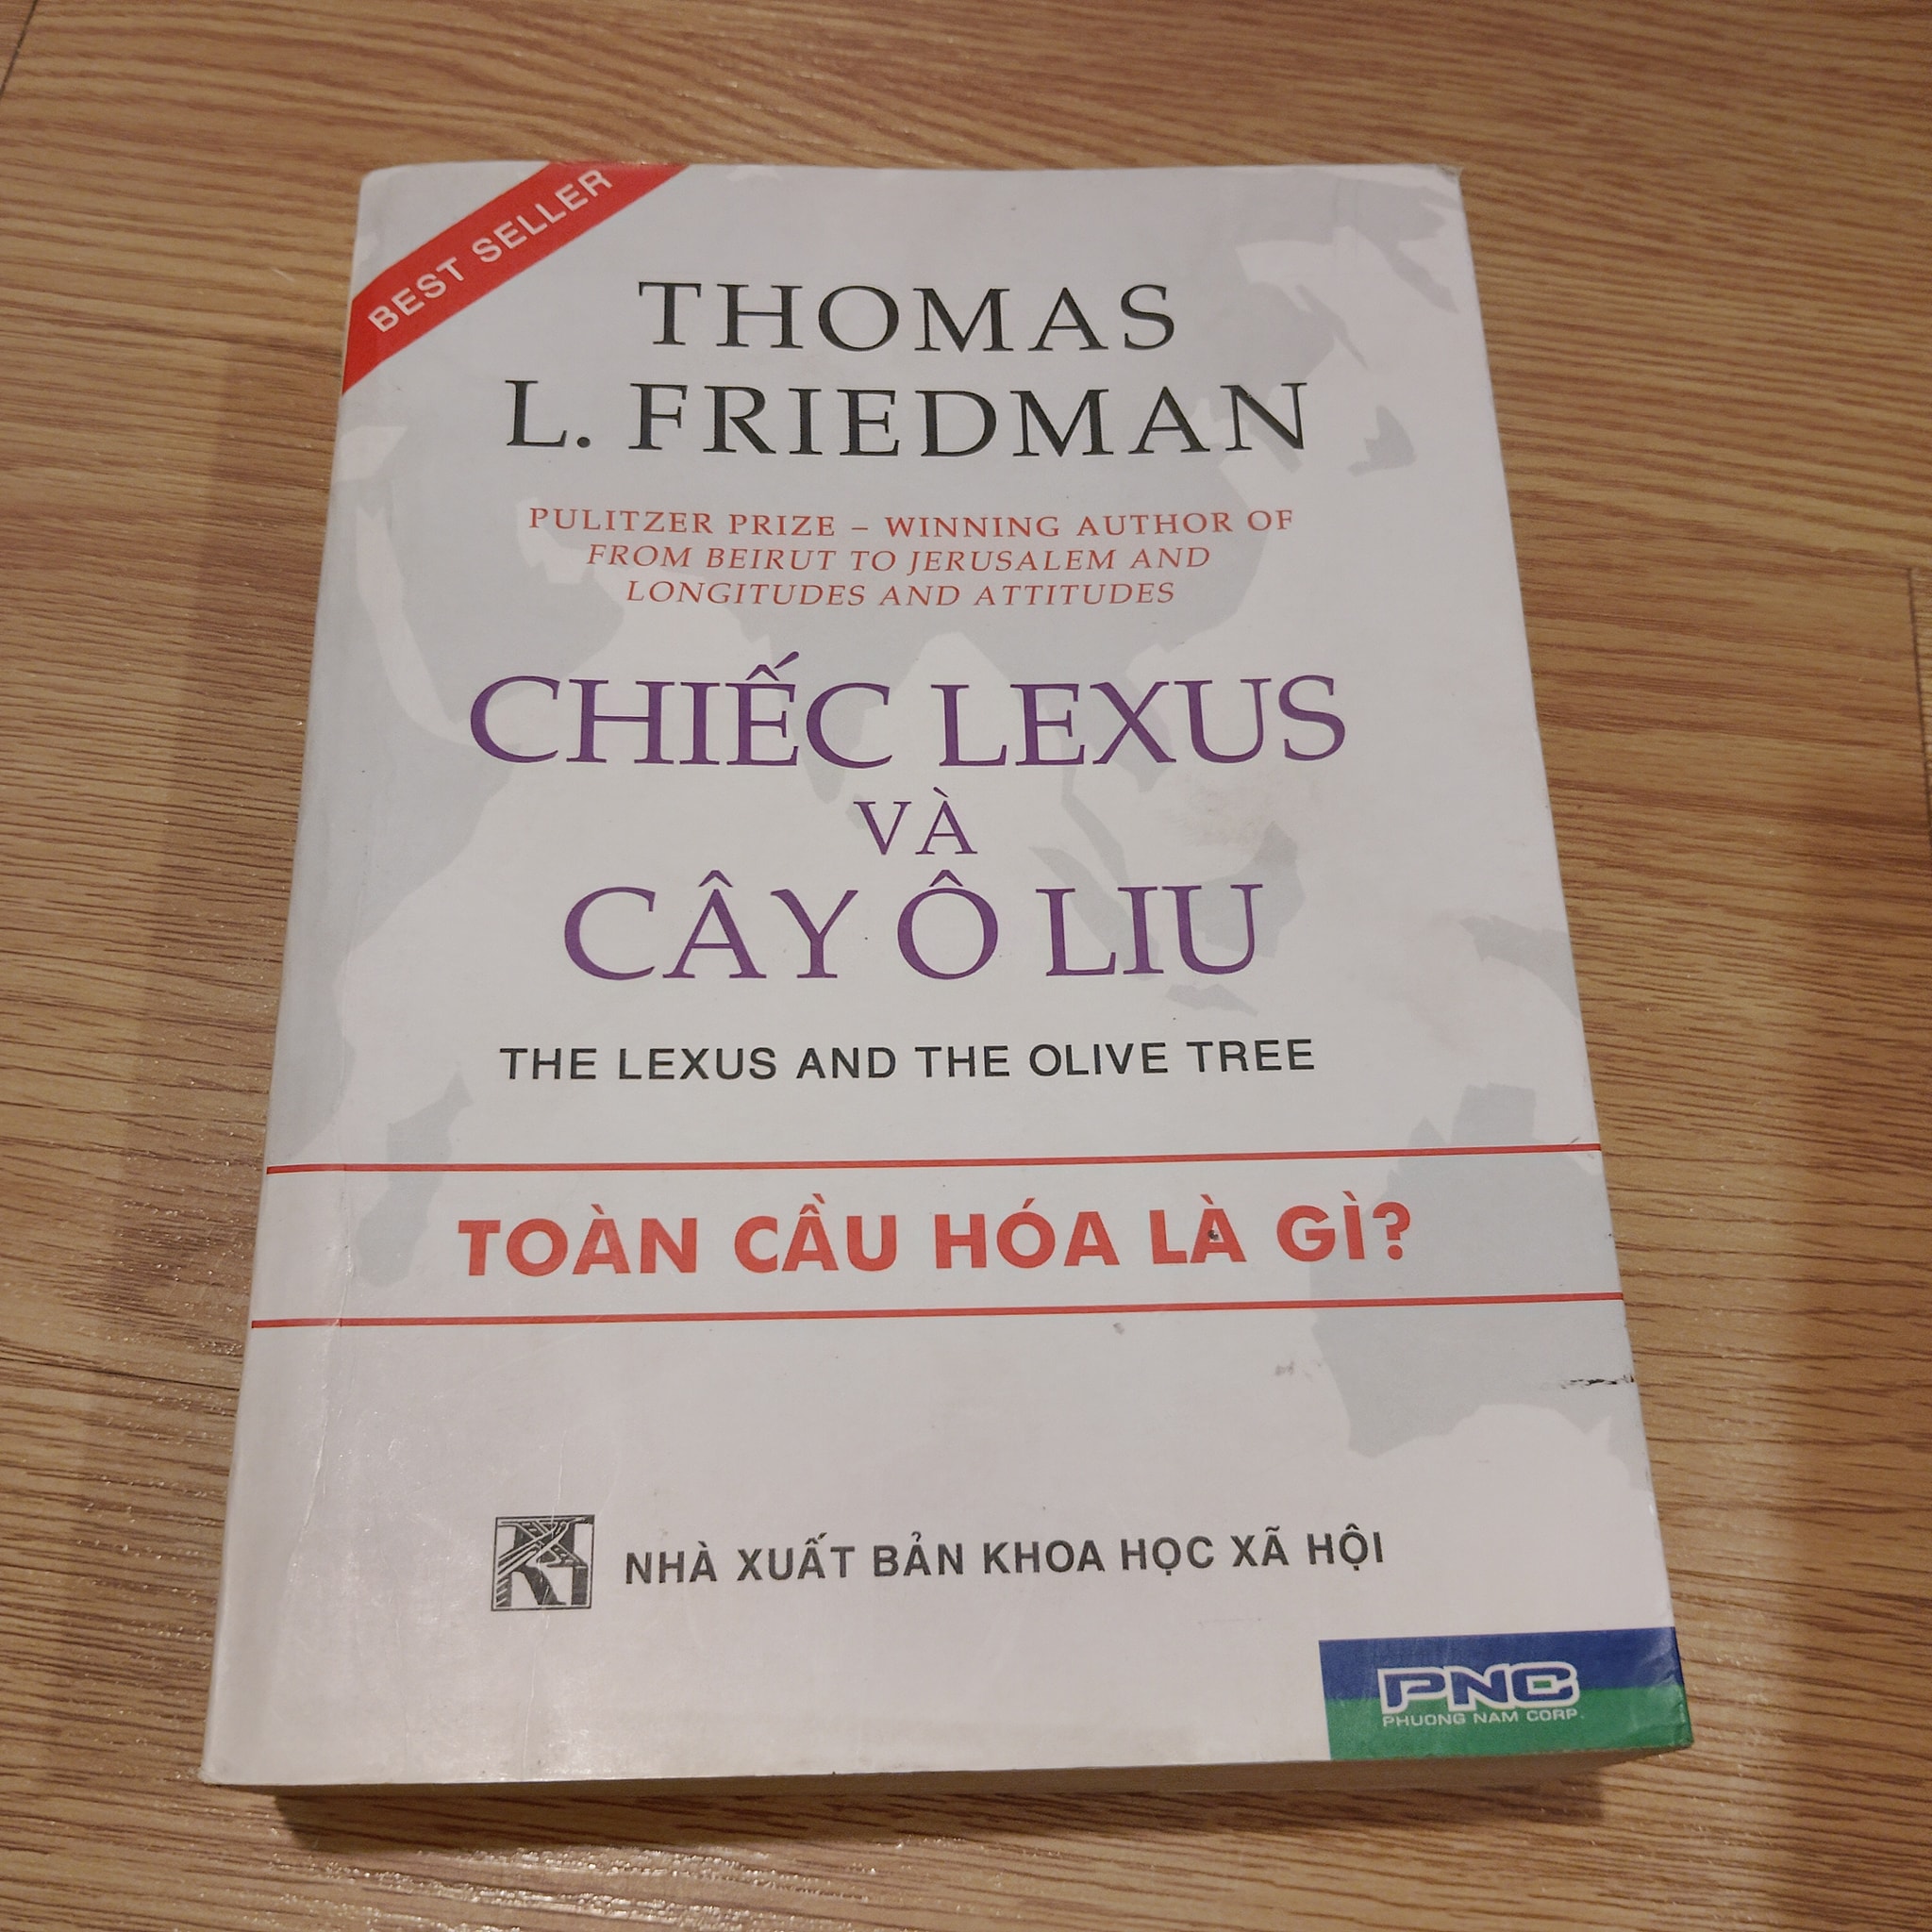 BEST SELLER
THOMAS
L. FRIEDMAN
PULITZER PRIZE – WINNING AUTHOR OF
FROM BEIRUT TO JERUSALEM AND
LONGITUDES AND ATTITUDES
CHIẾC LEXUS
VÀ
CÂY Ô LIU
THE LEXUS AND THE OLIVE TREE
TOÀN CẦU HÓA LÀ GÌ?
NHÀ XUẤT BẢN KHOA HỌC XÃ HỘI
PNC
PHUONG NAM CORP.